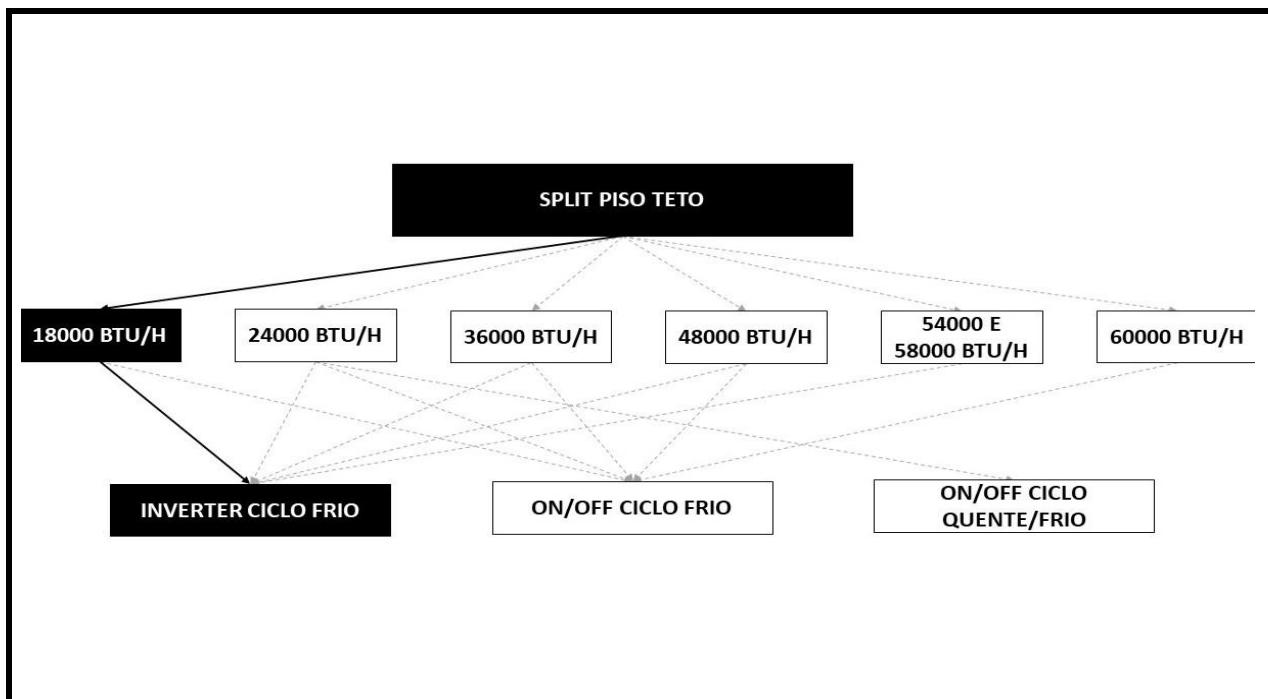 SPLIT PISO TETO
18000 BTU/H
24000 BTU/H
36000 BTU/H
48000 BTU/H
54000 E
58000 BTU/H
60000 BTU/H
INVERTER CICLO FRIO
ON/OFF CICLO FRIO
ON/OFF CICLO
QUENTE/FRIO